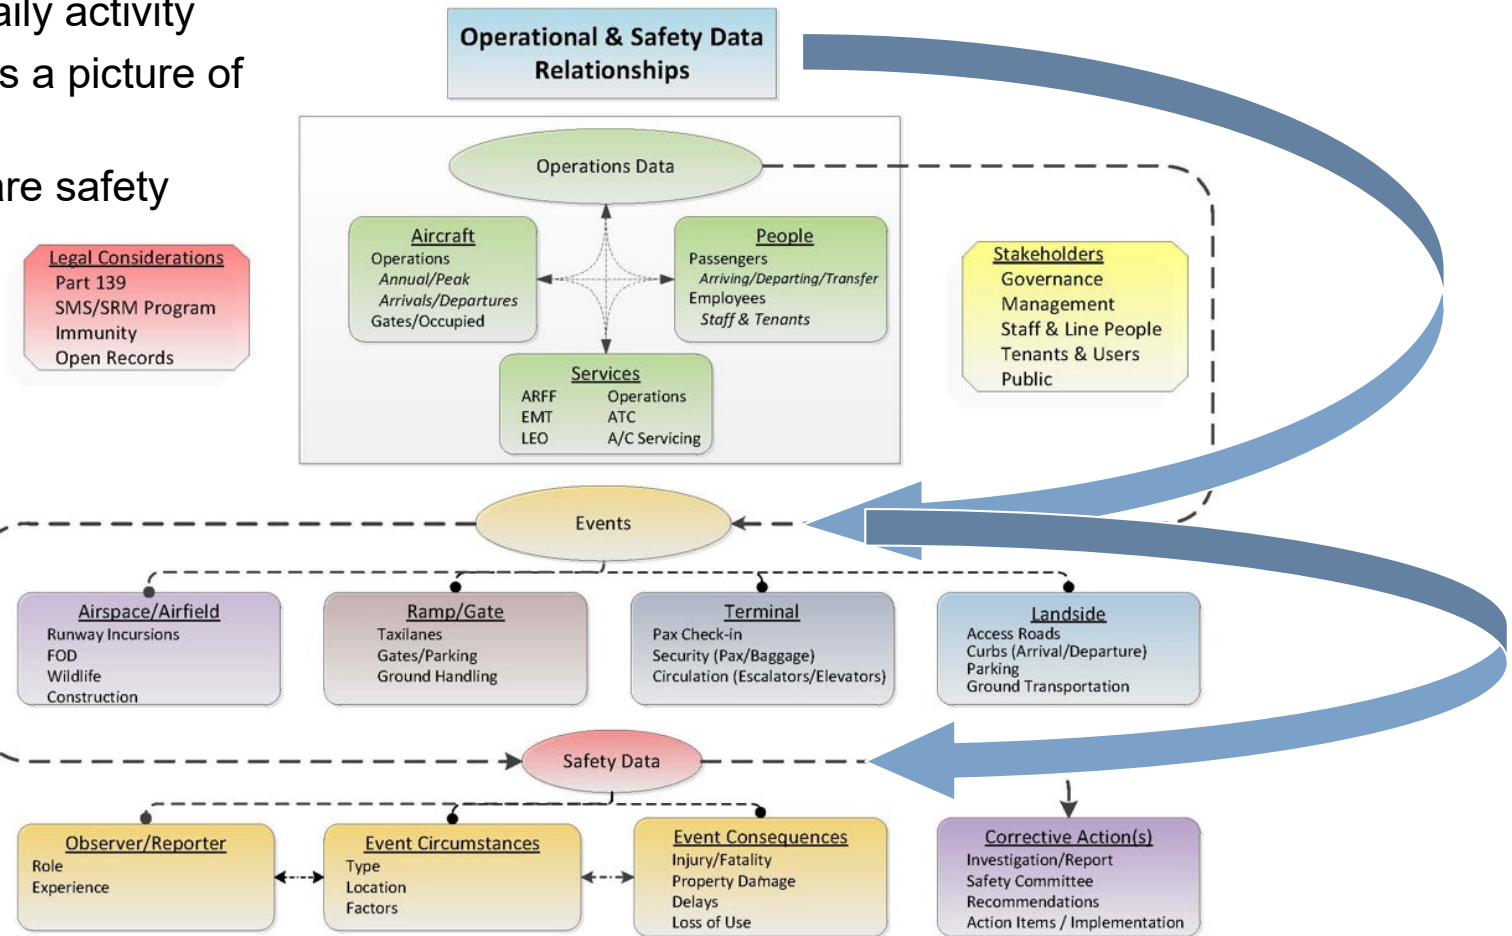 aily activity
s a picture of
are safety
Operational & Safety Data
Relationships
Operations Data
Aircraft
Operations
Annual/Peak
Arrivals/Departures
Gates/Occupied
People
Passengers
Arriving/Departing/Transfer
Employees
Staff & Tenants
Services
ARFF Operations
EMT ATC
LEO A/C Servicing
Legal Considerations
Part 139
SMS/SRM Program
Immunity
Open Records
Stakeholders
Governance
Management
Staff & Line People
Tenants & Users
Public
Events
Airspace/Airfield
Runway Incursions
FOD
Wildlife
Construction
Ramp/Gate
Taxilanes
Gates/Parking
Ground Handling
Terminal
Pax Check-in
Security (Pax/Baggage)
Circulation (Escalators/Elevators)
Landside
Access Roads
Curbs (Arrival/Departure)
Parking
Ground Transportation
Safety Data
Observer/Reporter
Role
Experience
Event Circumstances
Type
Location
Factors
Event Consequences
Injury/Fatality
Property Damage
Delays
Loss of Use
Corrective Action(s)
Investigation/Report
Safety Committee
Recommendations
Action Items / Implementation